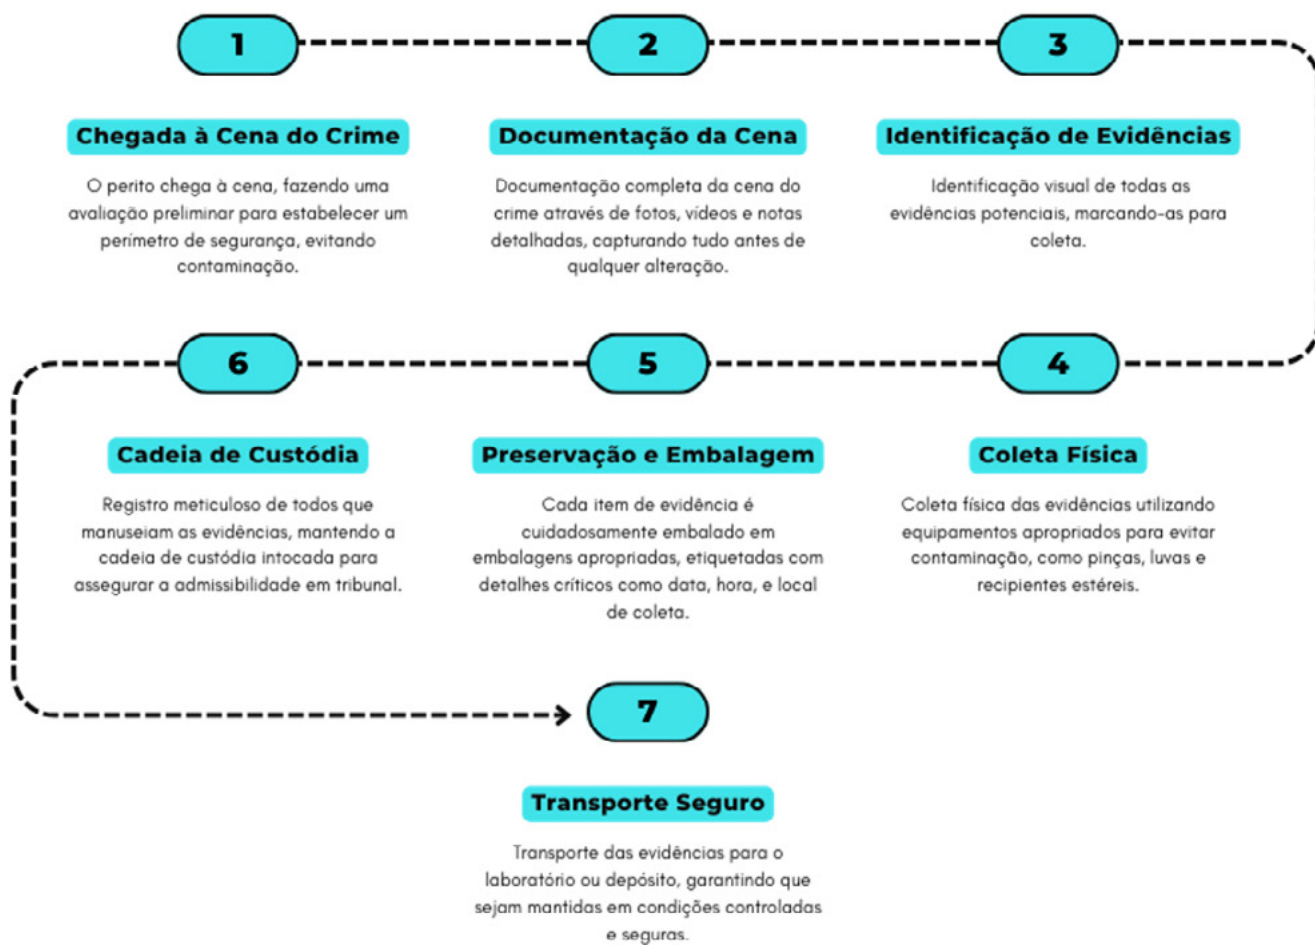 1
2
3
Chegada à Cena do Crime
O perito chega à cena, fazendo uma
avaliação preliminar para estabelecer um
perímetro de segurança, evitando
contaminação.
Documentação da Cena
Documentação completa da cena do
crime através de fotos, vídeos e notas
detalhadas, capturando tudo antes de
qualquer alteração.
Identificação de Evidências
Identificação visual de todas as
evidências potenciais, marcando-as para
coleta.
4
Coleta Física
Coleta física das evidências utilizando
equipamentos apropriados para evitar
contaminação, como pinças, luvas e
recipientes estéreis.
5
Preservação e Embalagem
Cada item de evidência é
cuidadosamente embalado em
embalagens apropriadas, etiquetadas com
detalhes críticos como data, hora, e local
de coleta.
6
Cadeia de Custódia
Registro meticuloso de todos que
manuseiam as evidências, mantendo a
cadeia de custódia intocada para
assegurar a admissibilidade em tribunal.
7
Transporte Seguro
Transporte das evidências para o
laboratório ou depósito, garantindo que
sejam mantidas em condições controladas
e seguras.